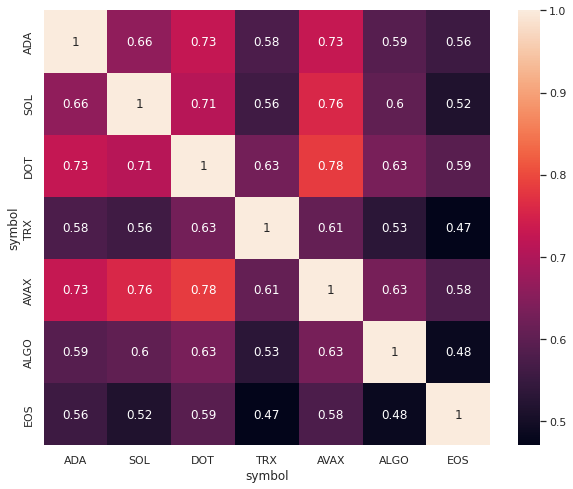 ADA 1 0.66 0.73 0.58 0.73 0.59 0.56
SOL 0.66 1 0.71 0.56 0.76 0.6 0.52
DOT 0.73 0.71 1 0.63 0.78 0.63 0.59
TRX 0.58 0.56 0.63 1 0.61 0.53 0.47
AVAX 0.73 0.76 0.78 0.61 1 0.63 0.58
ALGO 0.59 0.6 0.63 0.53 0.63 1 0.48
EOS 0.56 0.52 0.59 0.47 0.58 0.48 1
symbol
ADA SOL DOT TRX AVAX ALGO EOS
symbol
1.0
0.9
0.8
0.7
0.6
0.5